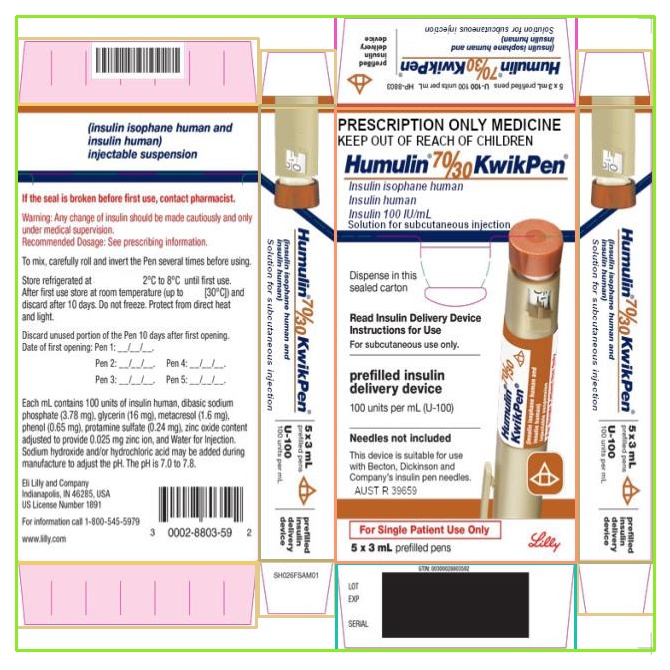 (insulin isophane human and
insulin human)
injectable suspension
If the seal is broken before first use, contact pharmacist.
Warning: Any change of insulin should be made cautiously and only
under medical supervision.
Recommended Dosage: See prescribing information.
To mix, carefully roll and invert the Pen several times before using.
Store refrigerated at 2°C to 8°C until first use.
After first use store at room temperature (up to [30°C]) and
discard after 10 days. Do not freeze. Protect from direct heat
and light.
Discard unused portion of the Pen 10 days after first opening.
Date of first opening: Pen 1: __/__/__.
Pen 2: __/__/__. Pen 4: __/__/__.
Pen 3: __/__/__. Pen 5: __/__/__.
Each mL contains 100 units of insulin human, dibasic sodium
phosphate (3.78 mg), glycerin (16 mg), metacresol (1.6 mg),
phenol (0.65 mg), protamine sulfate (0.24 mg), zinc oxide content
adjusted to provide 0.025 mg zinc ion, and Water for Injection.
Sodium hydroxide and/or hydrochloric acid may be added during
manufacture to adjust the pH. The pH is 7.0 to 7.8.
Eli Lilly and Company
Indianapolis, IN 46285, USA
US License Number 1891
For information call 1-800-545-5979
www.lilly.com
3 0002-8803-59 2
Humulin® 70/30 KwikPen®
(insulin isophane human and
insulin human)
Solution for subcutaneous injection
5 x 3 mL
prefilled pens
U-100
100 units per mL
prefilled
insulin
delivery
device
SH026FSAM01
5 x 3 mL prefilled pens U-100 100 units per mL HP-8803
Humulin® 70/30 KwikPen®
(insulin isophane human and
insulin human)
Solution for subcutaneous injection
prefilled
insulin
delivery
device
PRESCRIPTION ONLY MEDICINE
KEEP OUT OF REACH OF CHILDREN
Humulin® 70/30 KwikPen®
Insulin isophane human
Insulin human
Insulin 100 IU/mL
Solution for subcutaneous injection
Dispense in this
sealed carton
Read Insulin Delivery Device
Instructions for Use
For subcutaneous use only.
prefilled insulin
delivery device
100 units per mL (U-100)
Needles not included
This device is suitable for use
with Becton, Dickinson and
Company's insulin pen needles.
AUST R 39659
For Single Patient Use Only
5 x 3 mL prefilled pens
Lilly
Humulin® 70/30
KwikPen®
(insulin isophane human and
insulin human)
GTIN: 00300028803592
LOT
EXP
SERIAL
Humulin® 70/30 KwikPen®
(insulin isophane human and
insulin human)
Solution for subcutaneous injection
5 x 3 mL
prefilled pens
U-100
100 units per mL
prefilled
insulin
delivery
device